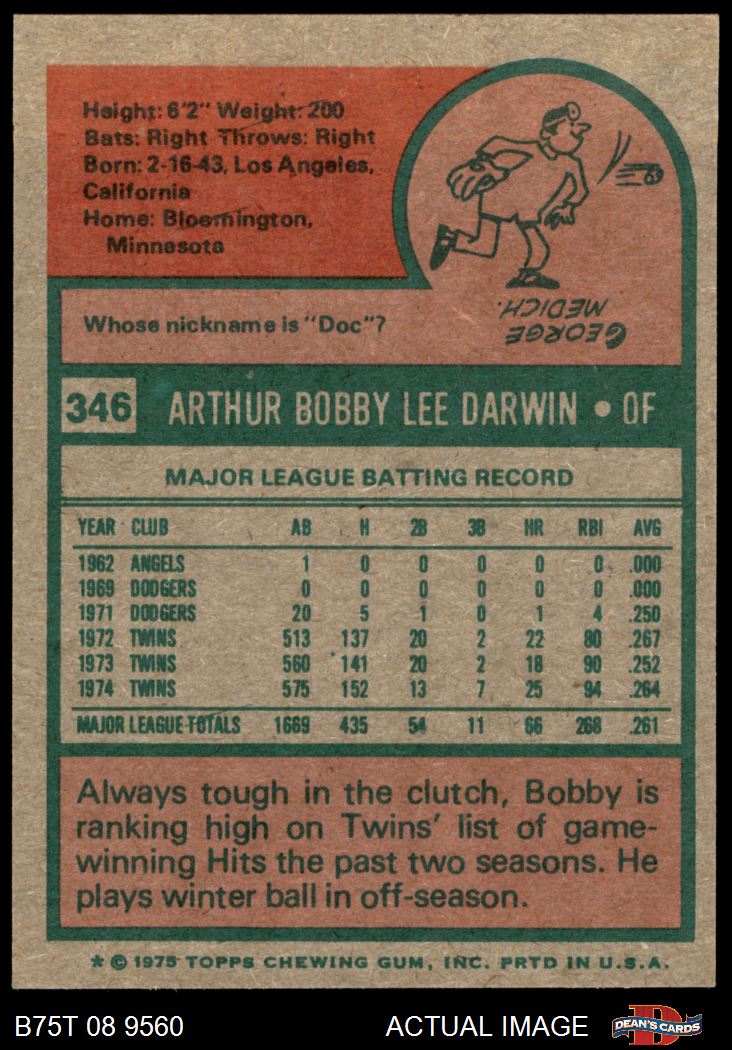 Height: 6'2" Weight: 200
Bats: Right Throws: Right
Born: 2-16-43, Los Angeles,
California
Home: Bloomington,
Minnesota
Whose nickname is "Doc"?
GEORGE
MEDICH.
346 ARTHUR BOBBY LEE DARWIN • OF
MAJOR LEAGUE BATTING RECORD
YEAR CLUB AB H 2B 3B HR RBI AVG
1962 ANGELS 1 0 0 0 0 0 .000
1969 DODGERS 0 0 0 0 0 0 .000
1971 DODGERS 20 5 1 0 1 4 .250
1972 TWINS 513 137 20 2 22 80 .267
1973 TWINS 560 141 20 2 18 90 .252
1974 TWINS 575 152 13 7 25 94 .264
MAJOR LEAGUE TOTALS 1669 435 54 11 66 268 .261
Always tough in the clutch, Bobby is
ranking high on Twins' list of game-
winning Hits the past two seasons. He
plays winter ball in off-season.
* © 1975 TOPPS CHEWING GUM, INC. PRTD IN U.S.A.
B75T 08 9560 ACTUAL IMAGE
D
DEAN'S CARDS